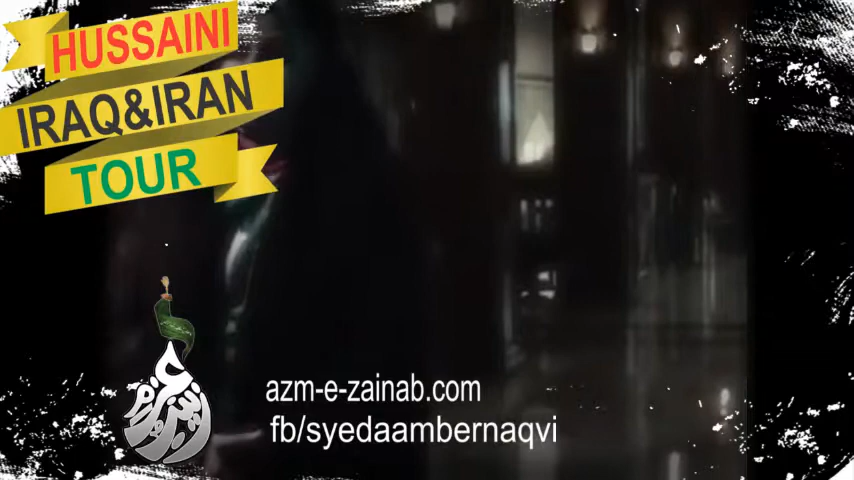 HUSSAINI
IRAQ&IRAN
TOUR
azm-e-zainab.com
fb/syedaambernaqvi